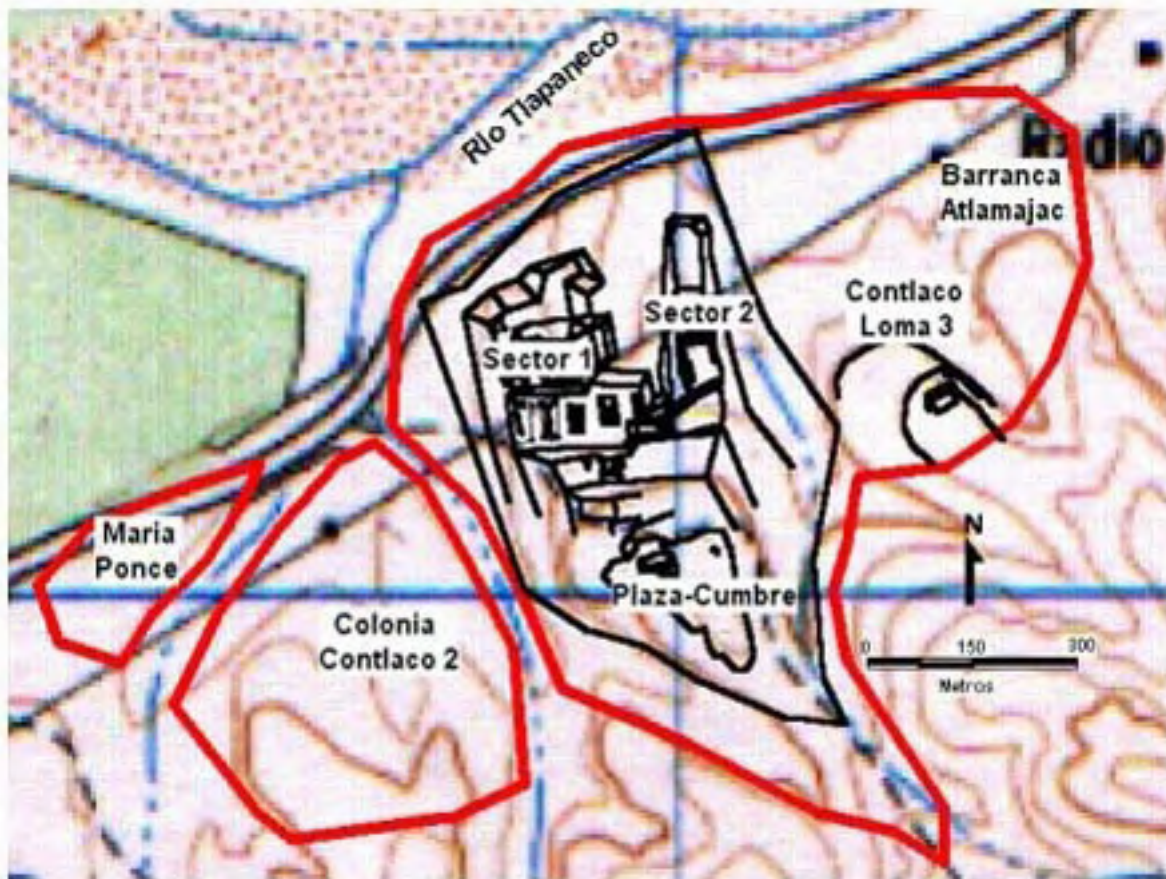 Rio Tlapaneco
Radio
Barranca
Atlamajac
Contlaco
Loma 3
Sector 2
Sector 1
Maria
Ponce
N
Plaza-Cumbre
Colonia
Contlaco 2
0 150 300
Metros